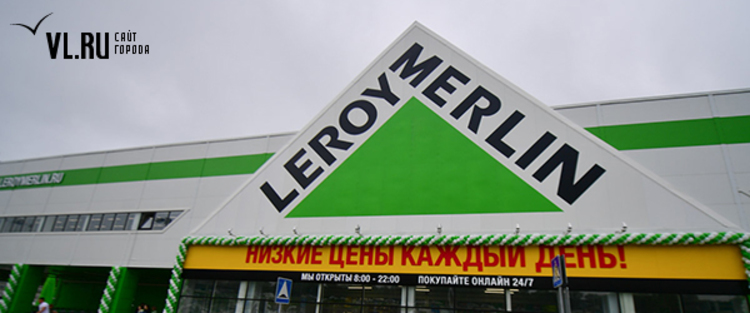 VL.RU САЙТ ГОРОДА
LEROY MERLIN
LEROYMERLIN.RU
НИЗКИЕ ЦЕНЫ КАЖДЫЙ ДЕНЬ!
МЫ ОТКРЫТЫ 8:00 - 22:00 ПОКУПАЙТЕ ОНЛАЙН 24/7